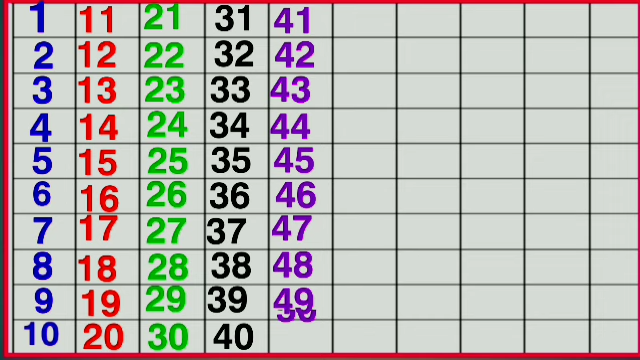 1 11 21 31 41
2 12 22 32 42
3 13 23 33 43
4 14 24 34 44
5 15 25 35 45
6 16 26 36 46
7 17 27 37 47
8 18 28 38 48
9 19 29 39 49
10 20 30 40